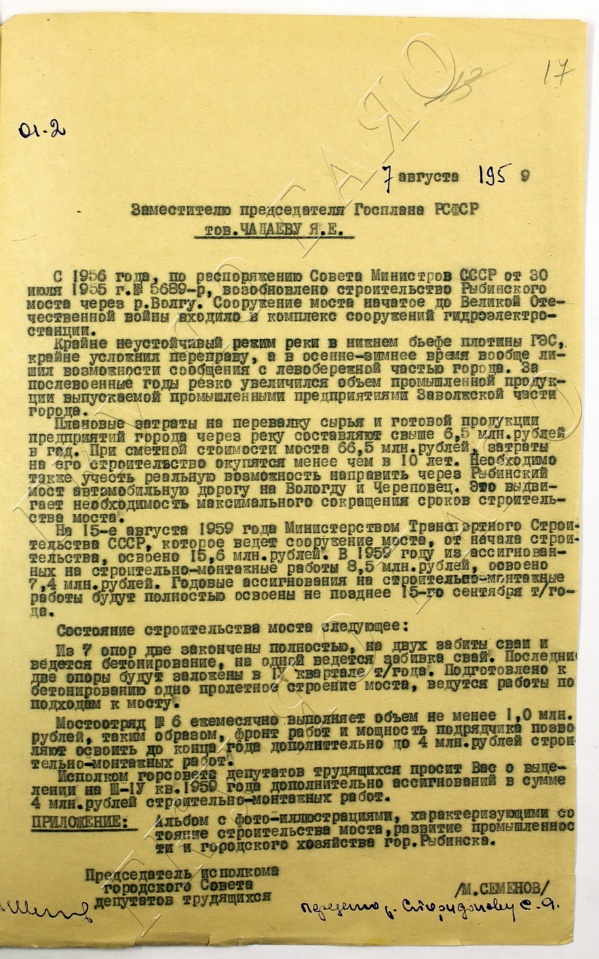 17
01-2
7 августа 195 9
Заместителю председателя Госплана РСФСР
тов.ЧАДАЕВУ Я.Е.
С 1956 года, по распоряжению Совета Министров СССР от 30
июля 1955 г.№ 5689-р, возобновлено строительство Рыбинского
моста через р.Волгу. Сооружение моста начатое до Великой Оте-
чественной войны входило в комплекс сооружений гидроэлектро-
станции.
Крайне неустойчивый режим реки в нижнем бьефе плотины ГЭС,
крайне усложнил переправу, а в осенне-зимнее время вообще ли-
шил возможности сообщения с левобережной частью города. За
послевоенные годы резко увеличился объем промышленной продук-
ции выпускаемой промышленными предприятиями Заволжской части
города.
Плановые затраты на перевалку сырья и готовой продукции
предприятий города через реку составляют свыше 6,5 млн.рублей
в год. При сметной стоимости моста 66,5 млн.рублей, затраты
на его строительство окупятся менее чем в 10 лет. Необходимо
также учесть реальную возможность направить через Рыбинский
мост автомобильную дорогу на Вологду и Череповец. Это выдви-
гает необходимость максимального сокращения сроков строитель-
ства моста.
На 15-е августа 1959 года Министерством Транспортного Строи-
тельства СССР, которое ведет сооружение моста, от начала строи-
тельства, освоено 15,6 млн.рублей. В 1959 году из ассигнован-
ных на строительно-монтажные работы 8,5 млн.рублей, освоено
7,4 млн.рублей. Годовые ассигнования на строительно-монтажные
работы будут полностью освоены не позднее 15-го сентября т/го-
да.
Состояние строительства моста следующее:
Из 7 опор две закончены полностью, на двух забиты сваи и
ведется бетонирование, на одной ведется забивка свай. Последние
две опоры будут заложены в IУ квартале т/года. Подготовлено к
бетонированию одно пролетное строение моста, ведутся работы по
подходам к мосту.
Мостоотряд № 6 ежемесячно выполняет объем не менее 1,0 млн.
рублей, таким образом, фронт работ и мощность подрядчика позво-
ляют освоить до конца года дополнительно до 4 млн.рублей строи-
тельно-монтажных работ.
Исполком горсовета депутатов трудящихся просит Вас о выде-
лении на Ш-IУ кв.1959 года дополнительно ассигнований в сумме
4 млн.рублей строительно-монтажных работ.
ПРИЛОЖЕНИЕ: Альбом с фото-иллюстрациями, характеризующими со
тояние строительства моста, развитие промышленнос
ти и городского хозяйства гор.Рыбинска.
Председатель исполкома
городского Совета
депутатов трудящихся /М.СЕМЕНОВ/